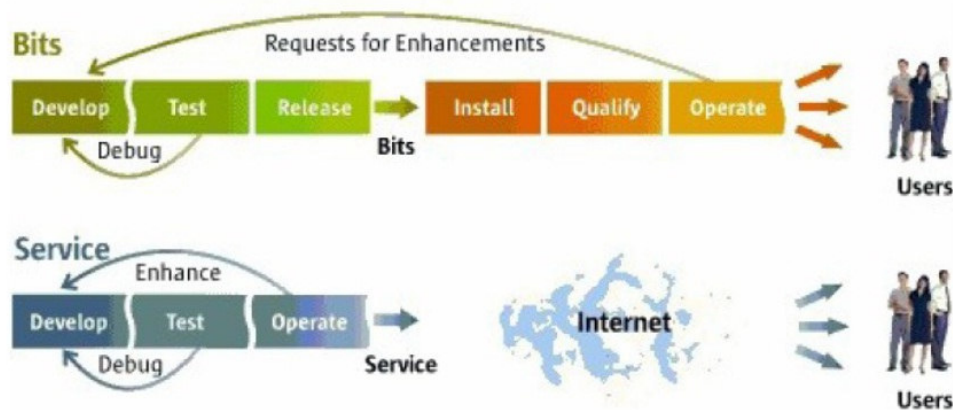 Bits
Requests for Enhancements
Develop Test Release Install Qualify Operate
Bits
Debug
Users
Service
Enhance
Develop Test Operate Internet
Service
Debug
Users